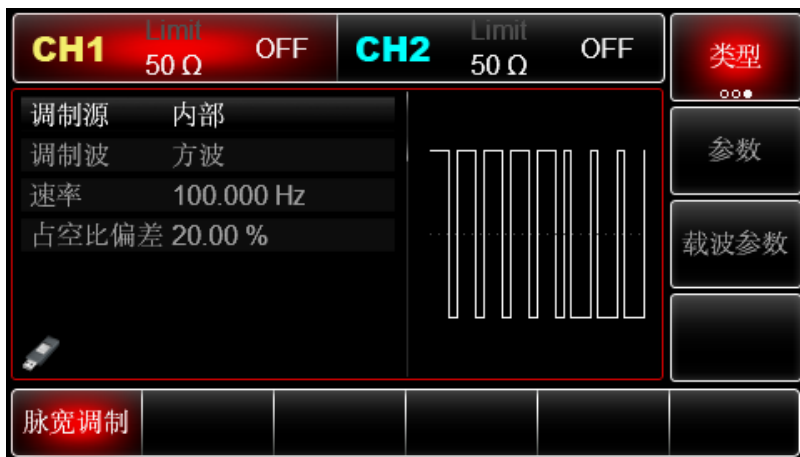 CH1 Limit 50 Ω OFF
CH2 Limit 50 Ω OFF
类型
调制源 内部
调制波 方波
速率 100.000 Hz
占空比偏差 20.00 %
参数
载波参数
脉宽调制